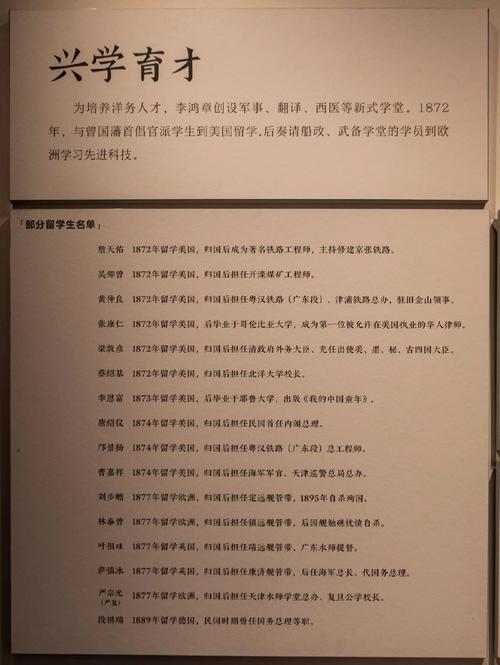 兴学育才
为培养洋务人才，李鸿章创设军事、翻译、西医等新式学堂。1872
年，与曾国藩首倡官派学生到美国留学,后奏请船政、武备学堂的学员到欧
洲学习先进科技。
「部分留学生名单」
詹天佑 1872年留学美国，归国后成为著名铁路工程师，主持修建京张铁路。
吴仰曾 1872年留学美国，归国后担任开滦煤矿工程师。
黄仲良 1872年留学美国，归国后担任粤汉铁路（广东段）、津浦铁路总办，驻旧金山领事。
张康仁 1872年留学美国，后毕业于哥伦比亚大学，成为第一位被允许在美国执业的华人律师。
梁敦彦 1872年留学美国，归国后担任清政府外务大臣、充任出使美、墨、秘、古四国大臣。
蔡绍基 1872年留学美国，归国后担任北洋大学校长。
李恩富 1873年留学美国，后毕业于耶鲁大学，出版《我的中国童年》。
唐绍仪 1874年留学美国，归国后担任民国首任内阁总理。
邝景扬 1874年留学美国，归国后担任粤汉铁路（广东段）总工程师。
曹嘉祥 1874年留学美国，归国后担任海军军官、天津巡警总局总办。
刘步蟾 1877年留学欧洲，归国后担任定远舰管带，1895年自杀殉国。
林泰曾 1877年留学欧洲，归国后担任镇远舰管带，后因舰触礁忧愤自杀。
叶祖珪 1877年留学英国，归国后担任靖远舰管带，广东水师提督。
萨镇冰 1877年留学英国，归国后担任康济舰管带，后任海军总长、代国务总理。
严宗光 1877年留学欧洲，归国后担任天津水师学堂总办、复旦公学校长。
（严复）
段祺瑞 1889年留学德国，民国时期曾任国务总理等职。